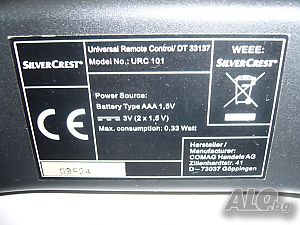 SILVERCREST®
Universal Remote Control/ DT 33137
Model No.: URC 101
WEEE:
SILVERCREST®
Power Source:
Battery Type AAA 1,5V
3V (2 x 1,5V)
Max. consumption: 0,33 Watt
CE
Hersteller /
Manufacturer:
COMAG Handels AG
Zillenhardtstr. 41
D-73037 Göppingen
ALO.bg